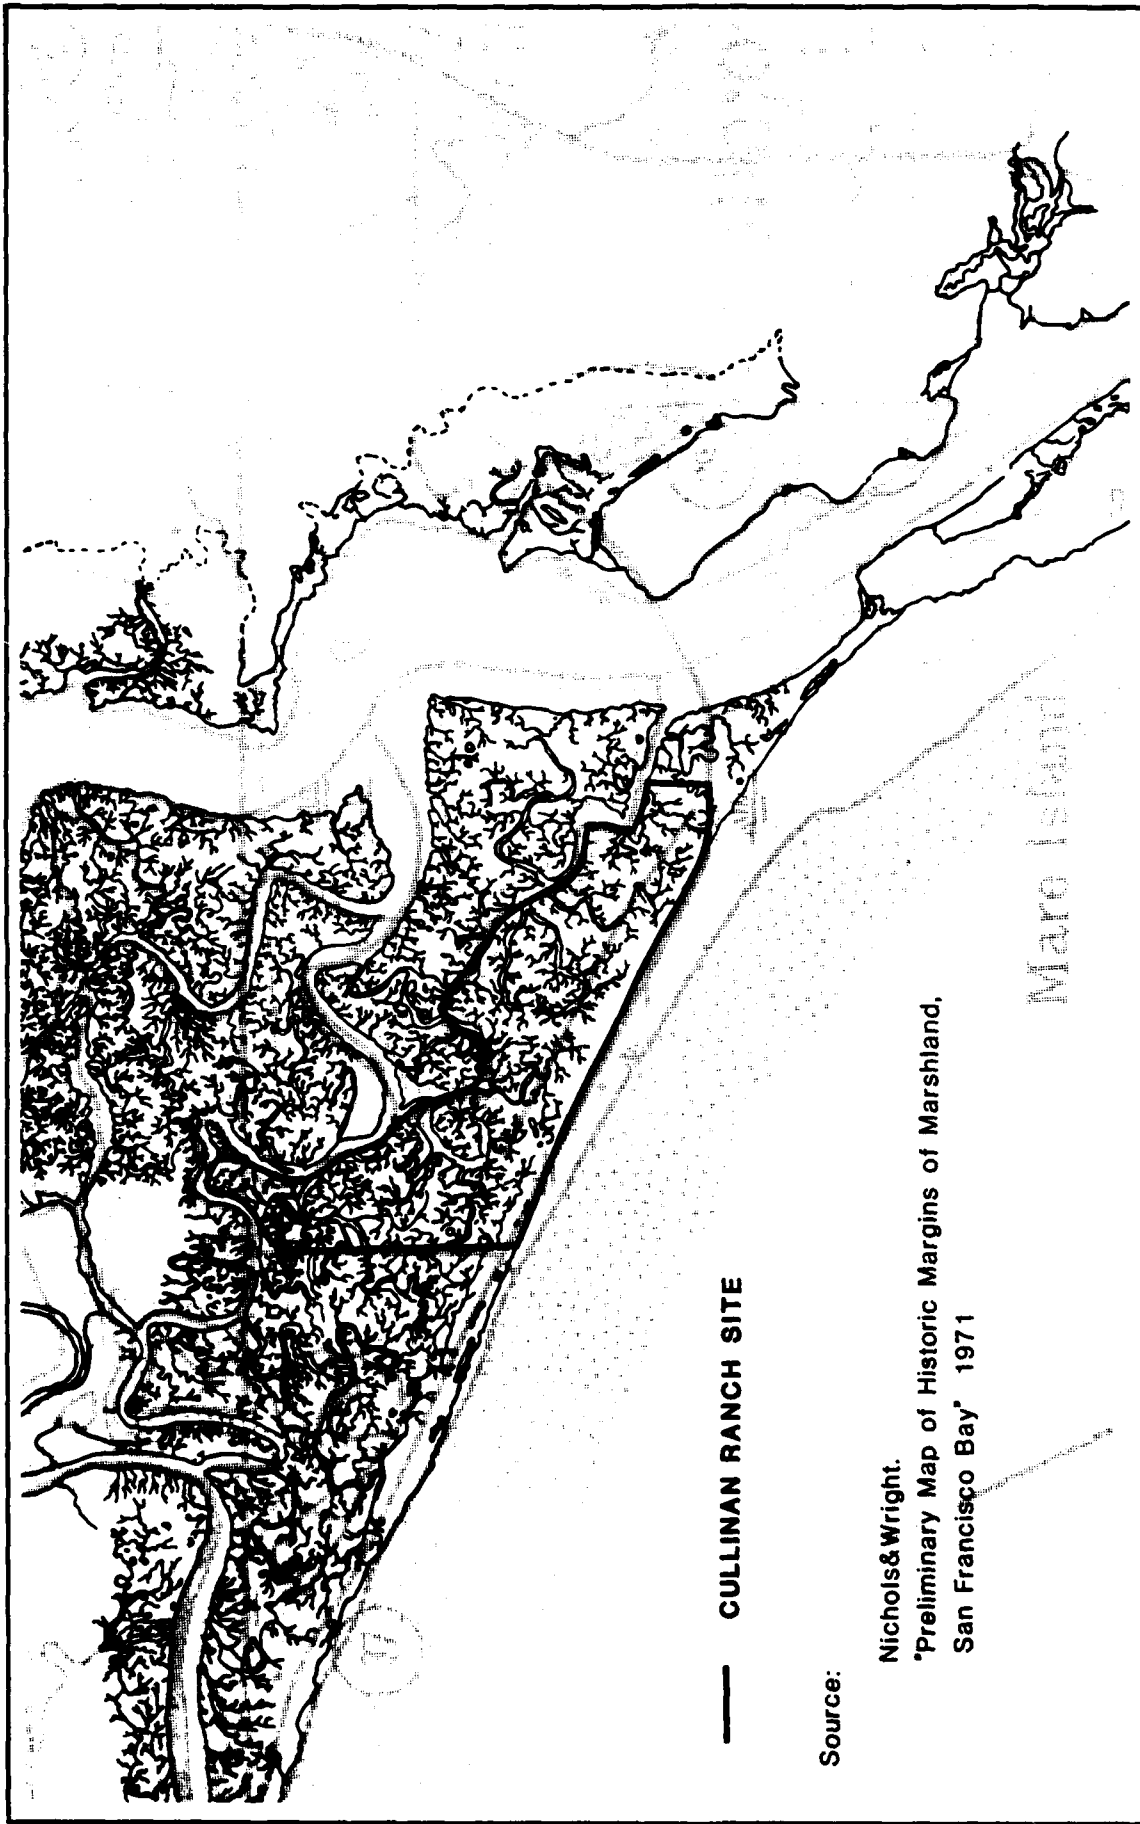 CULLINAN RANCH SITE
Source:
Nichols&Wright.
"Preliminary Map of Historic Margins of Marshland,
San Francisco Bay" 1971
Mare Island